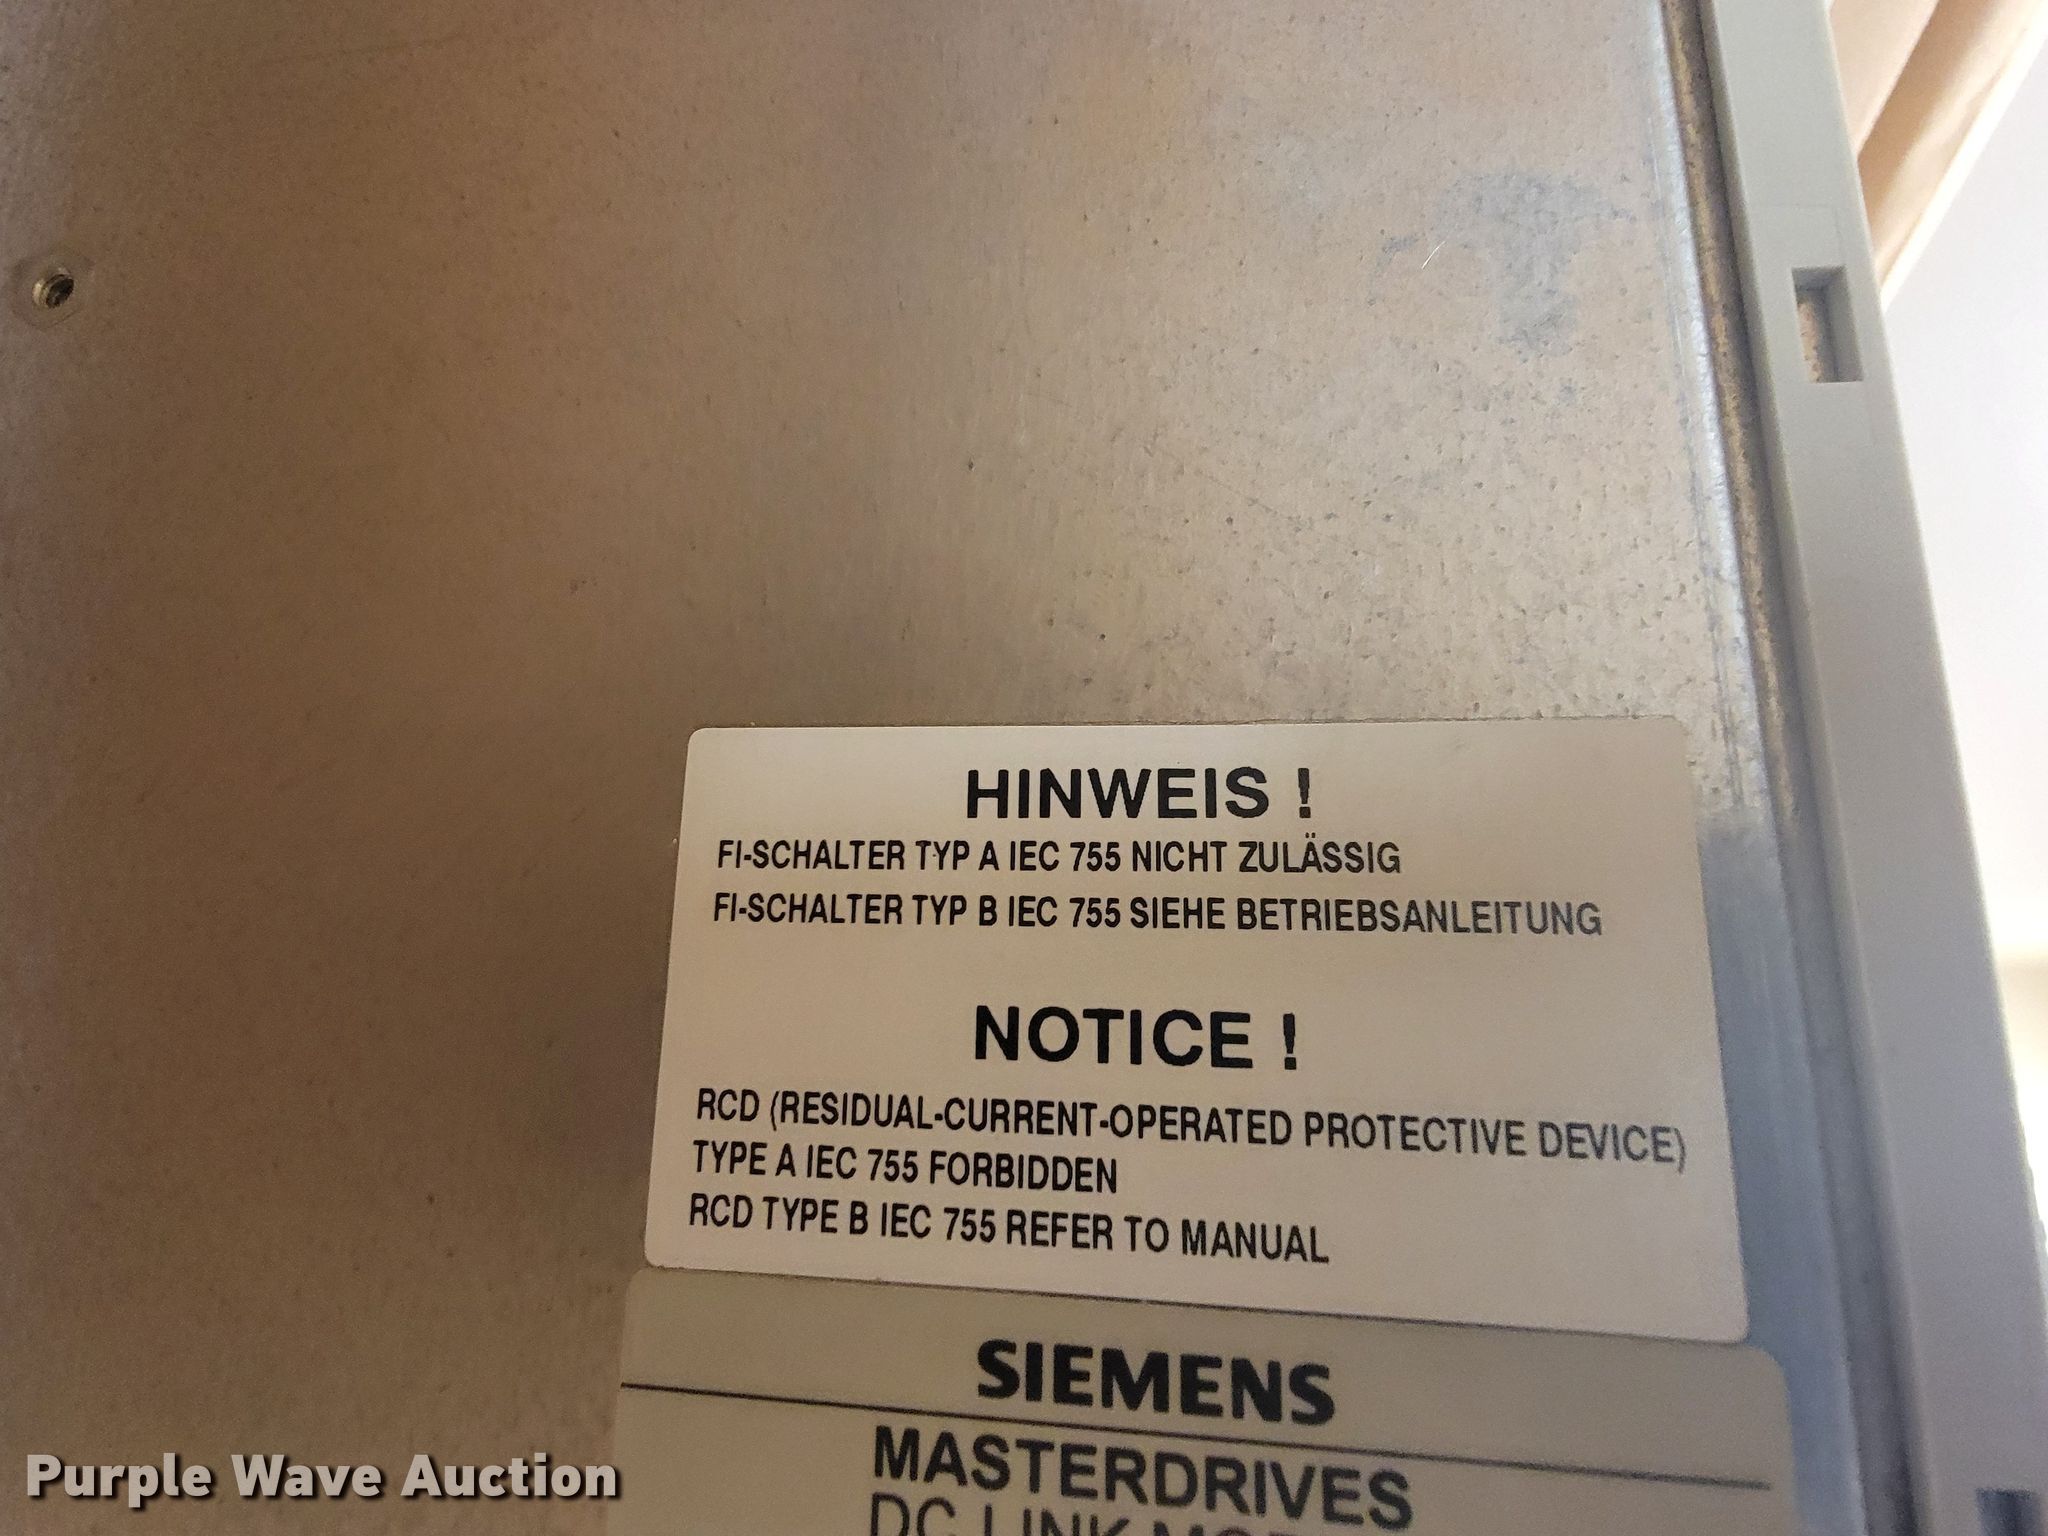 HINWEIS !
FI-SCHALTER TYP A IEC 755 NICHT ZULÄSSIG
FI-SCHALTER TYP B IEC 755 SIEHE BETRIEBSANLEITUNG
NOTICE !
RCD (RESIDUAL-CURRENT-OPERATED PROTECTIVE DEVICE)
TYPE A IEC 755 FORBIDDEN
RCD TYPE B IEC 755 REFER TO MANUAL
SIEMENS
MASTERDRIVES
DC LINK
Purple Wave Auction